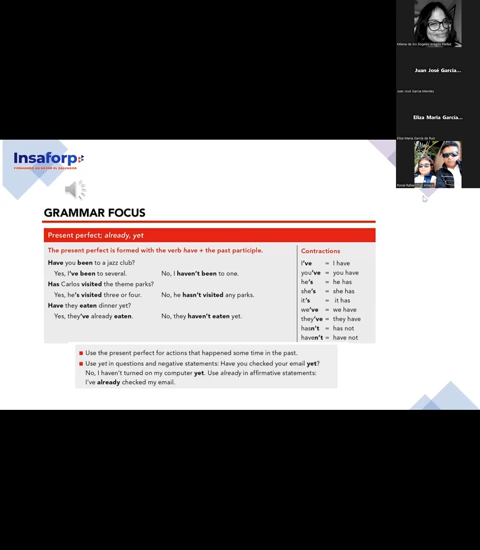 Juan José Garcia...
Eliza Maria Garcia...
Insaforp
GRAMMAR FOCUS
Present perfect; already, yet
The present perfect is formed with the verb have + the past participle.
Have you been to a jazz club?
Yes, I've been to several. No, I haven't been to one.
Has Carlos visited the theme parks?
Yes, he's visited three or four. No, he hasn't visited any parks.
Have they eaten dinner yet?
Yes, they've already eaten. No, they haven't eaten yet.
Contractions
I've = I have
you've = you have
he's = he has
she's = she has
it's = it has
we've = we have
they've = they have
hasn't = has not
haven't = have not
Use the present perfect for actions that happened some time in the past.
Use yet in questions and negative statements: Have you checked your email yet?
No, I haven't turned on my computer yet. Use already in affirmative statements:
I've already checked my email.